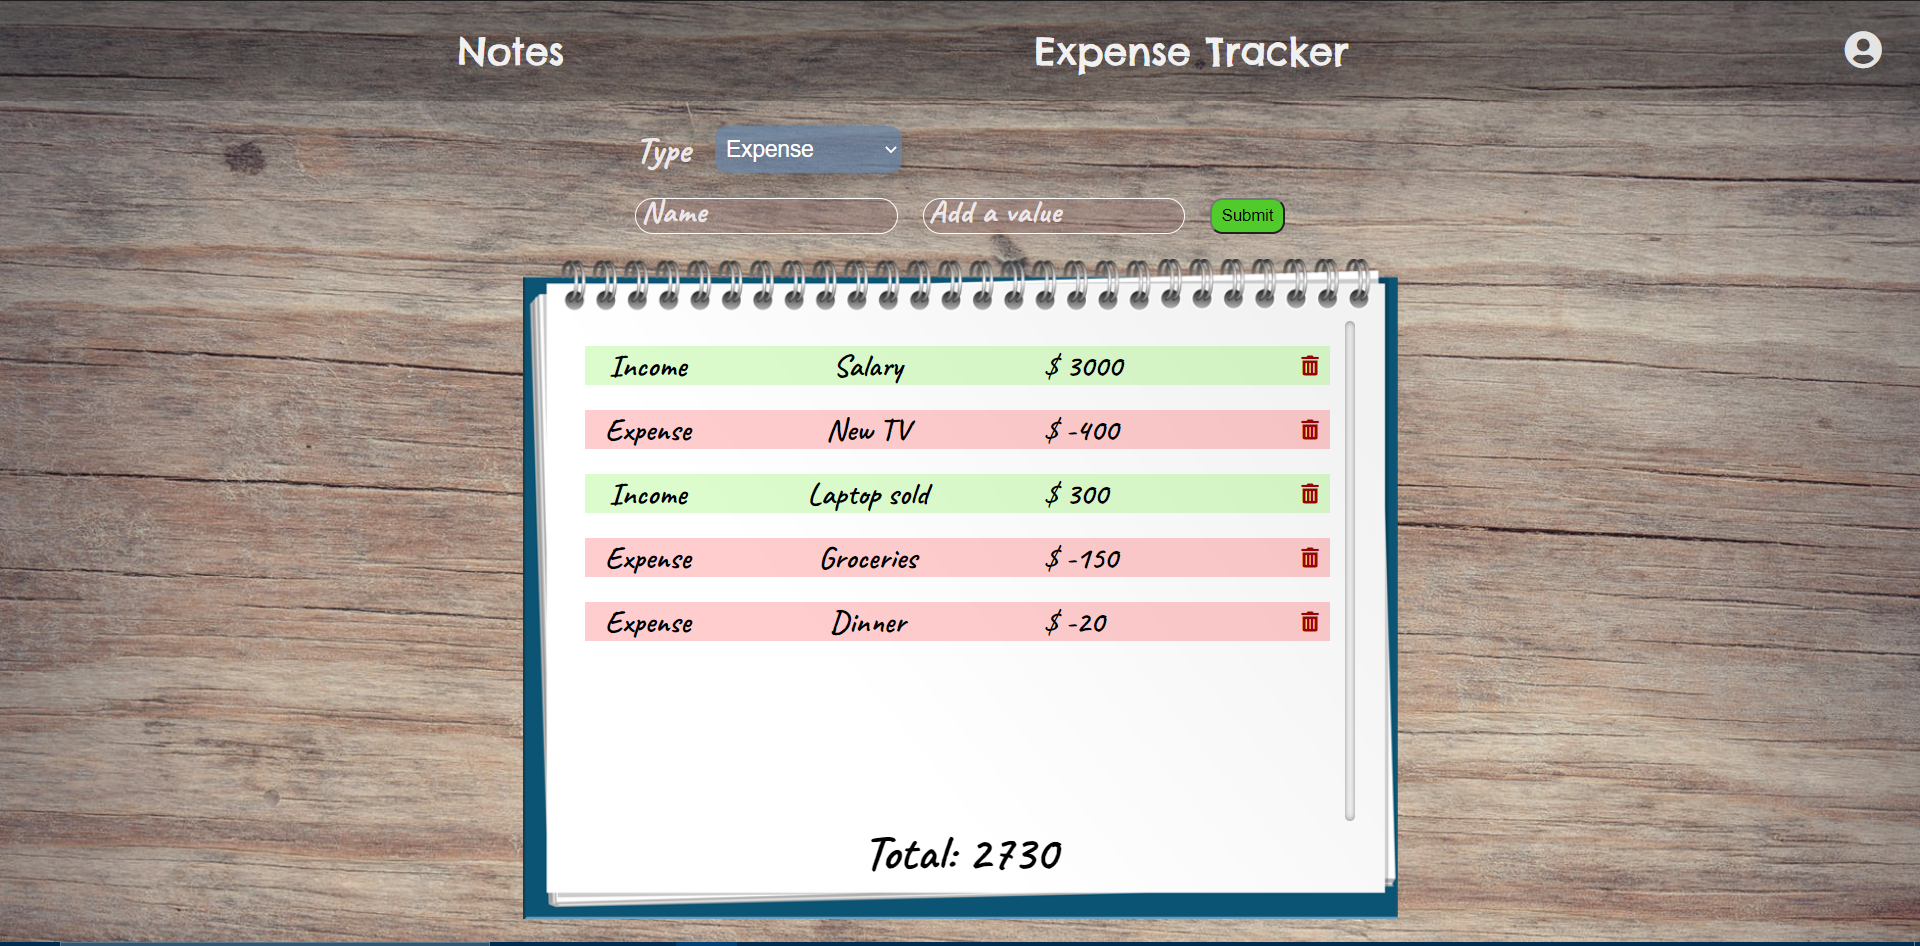 Notes Expense Tracker
Type Expense
Name Add a value Submit
Income Salary $ 3000
Expense New TV $ -400
Income Laptop sold $ 300
Expense Groceries $ -150
Expense Dinner $ -20
Total: 2730